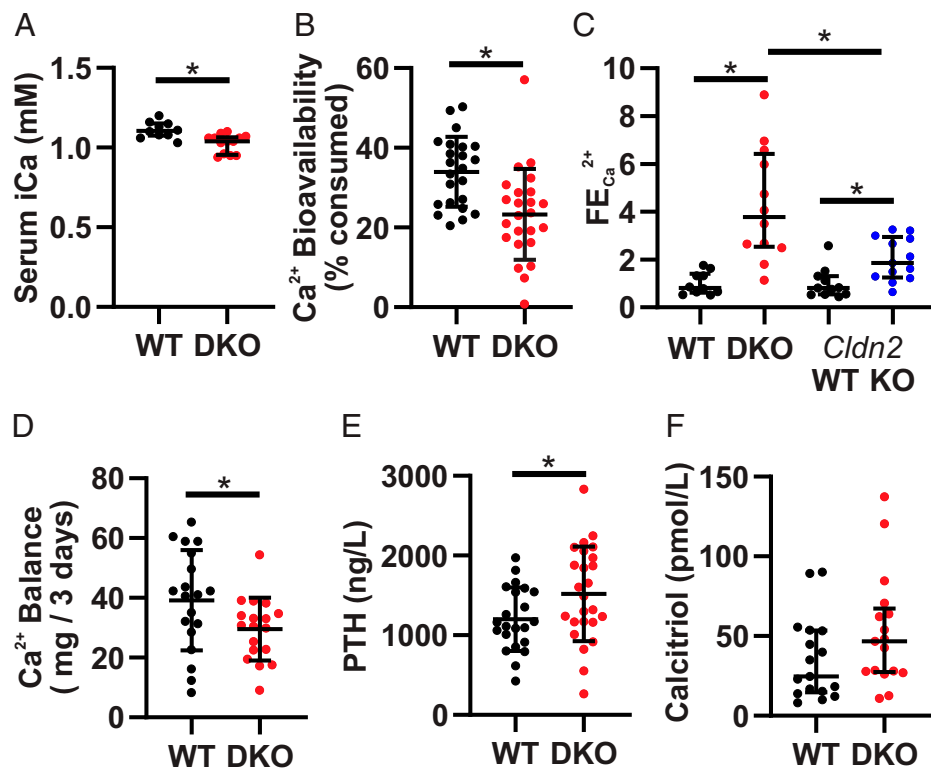 A
Serum iCa (mM)
1.5
1.0
0.5
0.0
*
WT DKO
B
Ca²⁺ Bioavailability
(% consumed)
60
40
20
0
*
WT DKO
C
FE_Ca²⁺
10
8
6
4
2
0
*
*
*
WT DKO
Cldn2
WT KO
D
Ca²⁺ Balance
( mg / 3 days)
80
60
40
20
0
*
WT DKO
E
PTH (ng/L)
3000
2000
1000
0
*
WT DKO
F
Calcitriol (pmol/L)
150
100
50
0
WT DKO